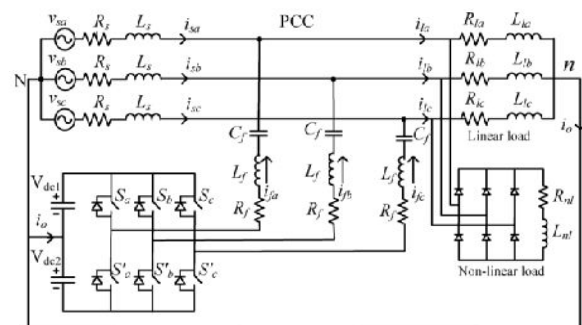 v_sa R_s L_s i_sa PCC i_la R_la L_la
N v_sb R_s L_s i_sb i_lb R_lb L_lb n
v_sc R_s L_s i_sc i_lc R_lc L_lc i_o
C_f C_f C_f Linear load
L_f i_fa L_f i_fb L_f i_fc
V_dc1 S_a S_b S_c R_f R_f R_f R_nl
i_o
V_dc2 S'_a S'_b S'_c L_nl
Non-linear load